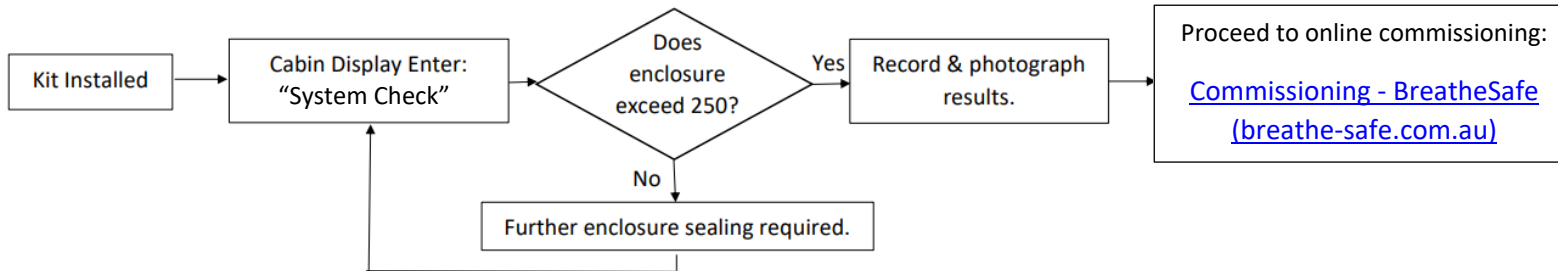 Kit Installed
Cabin Display Enter:
“System Check”
Does
enclosure
exceed 250?
Yes
Record & photograph
results.
Proceed to online commissioning:
Commissioning - BreatheSafe
(breathe-safe.com.au)
No
Further enclosure sealing required.